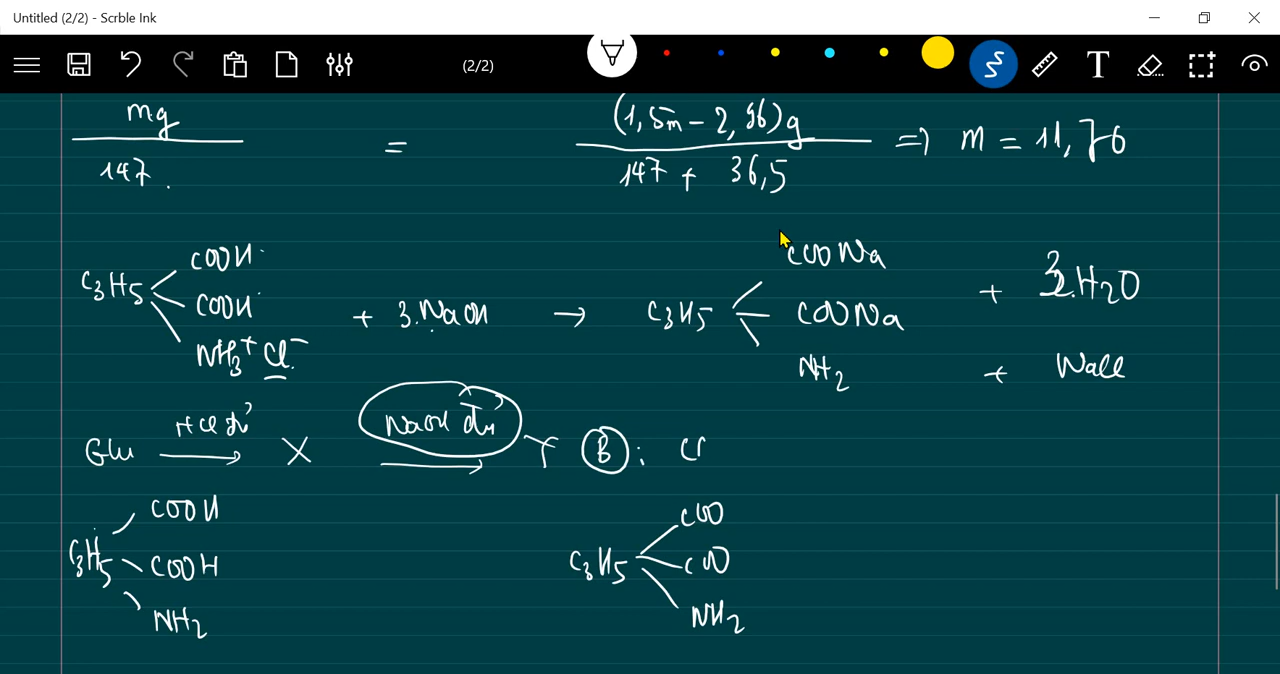 Untitled (2/2) - Scrble Ink
(2/2)
T
mg / 147 = (1,5m - 2,96)g / 147 + 36,5 => m = 11,76
COOH COONa
C3H5 COOH + 3.NaOH → C3H5 COONa + 3.H2O
NH3+ Cl- NH2 + NaCl
HCl dư NaOH dư
Glu → X → Y B : Cl
COOH COO
C3H5 COOH C3H5 COO
NH2 NH2